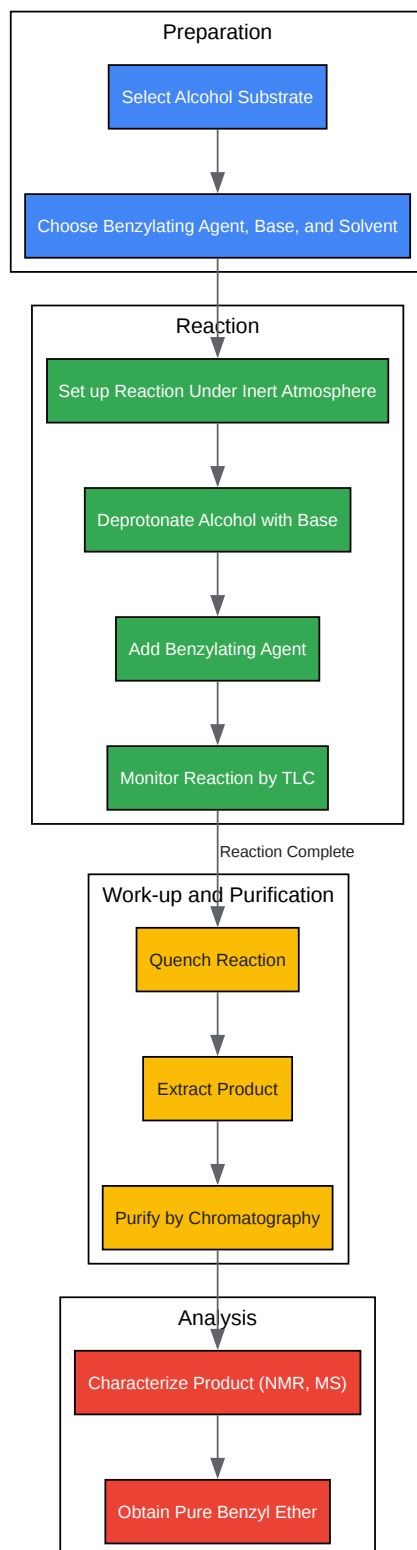 Preparation
Select Alcohol Substrate
Choose Benzylating Agent, Base, and Solvent
Reaction
Set up Reaction Under Inert Atmosphere
Deprotonate Alcohol with Base
Add Benzylating Agent
Monitor Reaction by TLC
Reaction Complete
Work-up and Purification
Quench Reaction
Extract Product
Purify by Chromatography
Analysis
Characterize Product (NMR, MS)
Obtain Pure Benzyl Ether